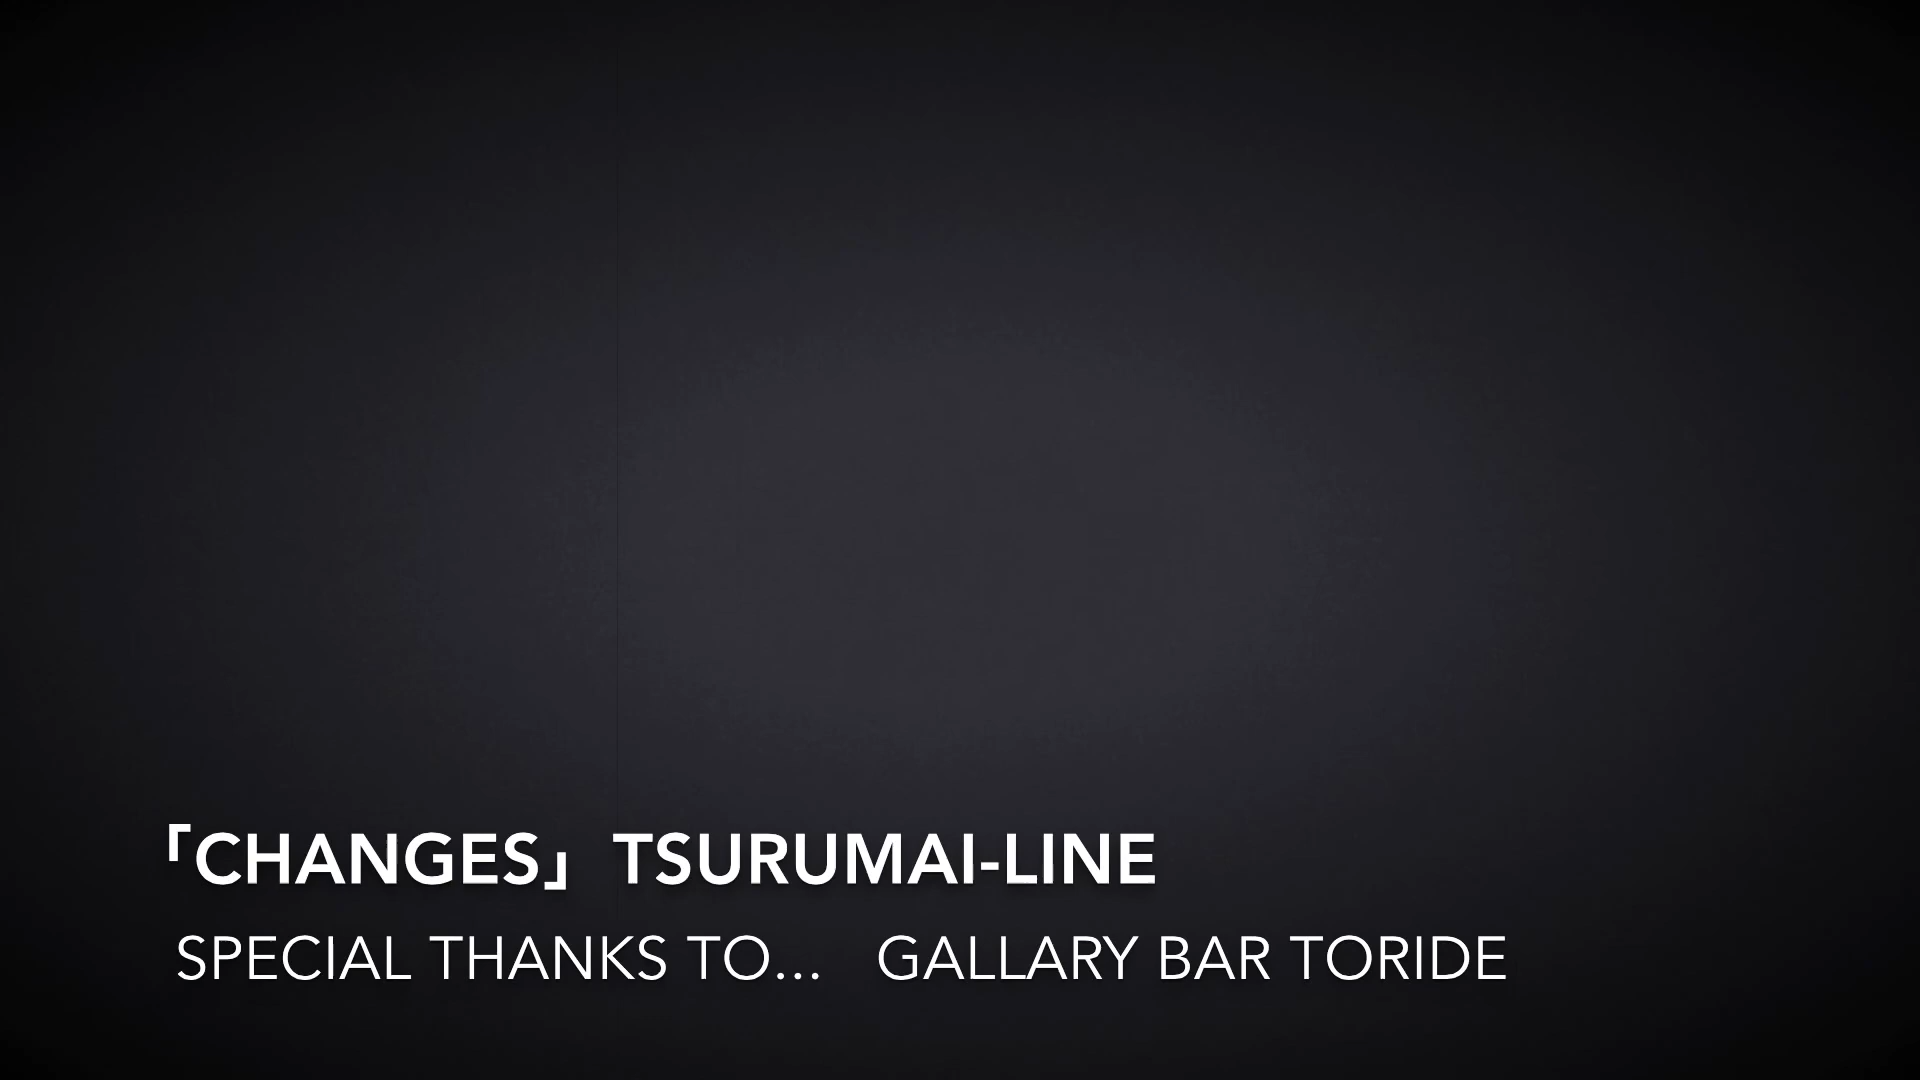 「CHANGES」 TSURUMAI-LINE
SPECIAL THANKS TO... GALLARY BAR TORIDE